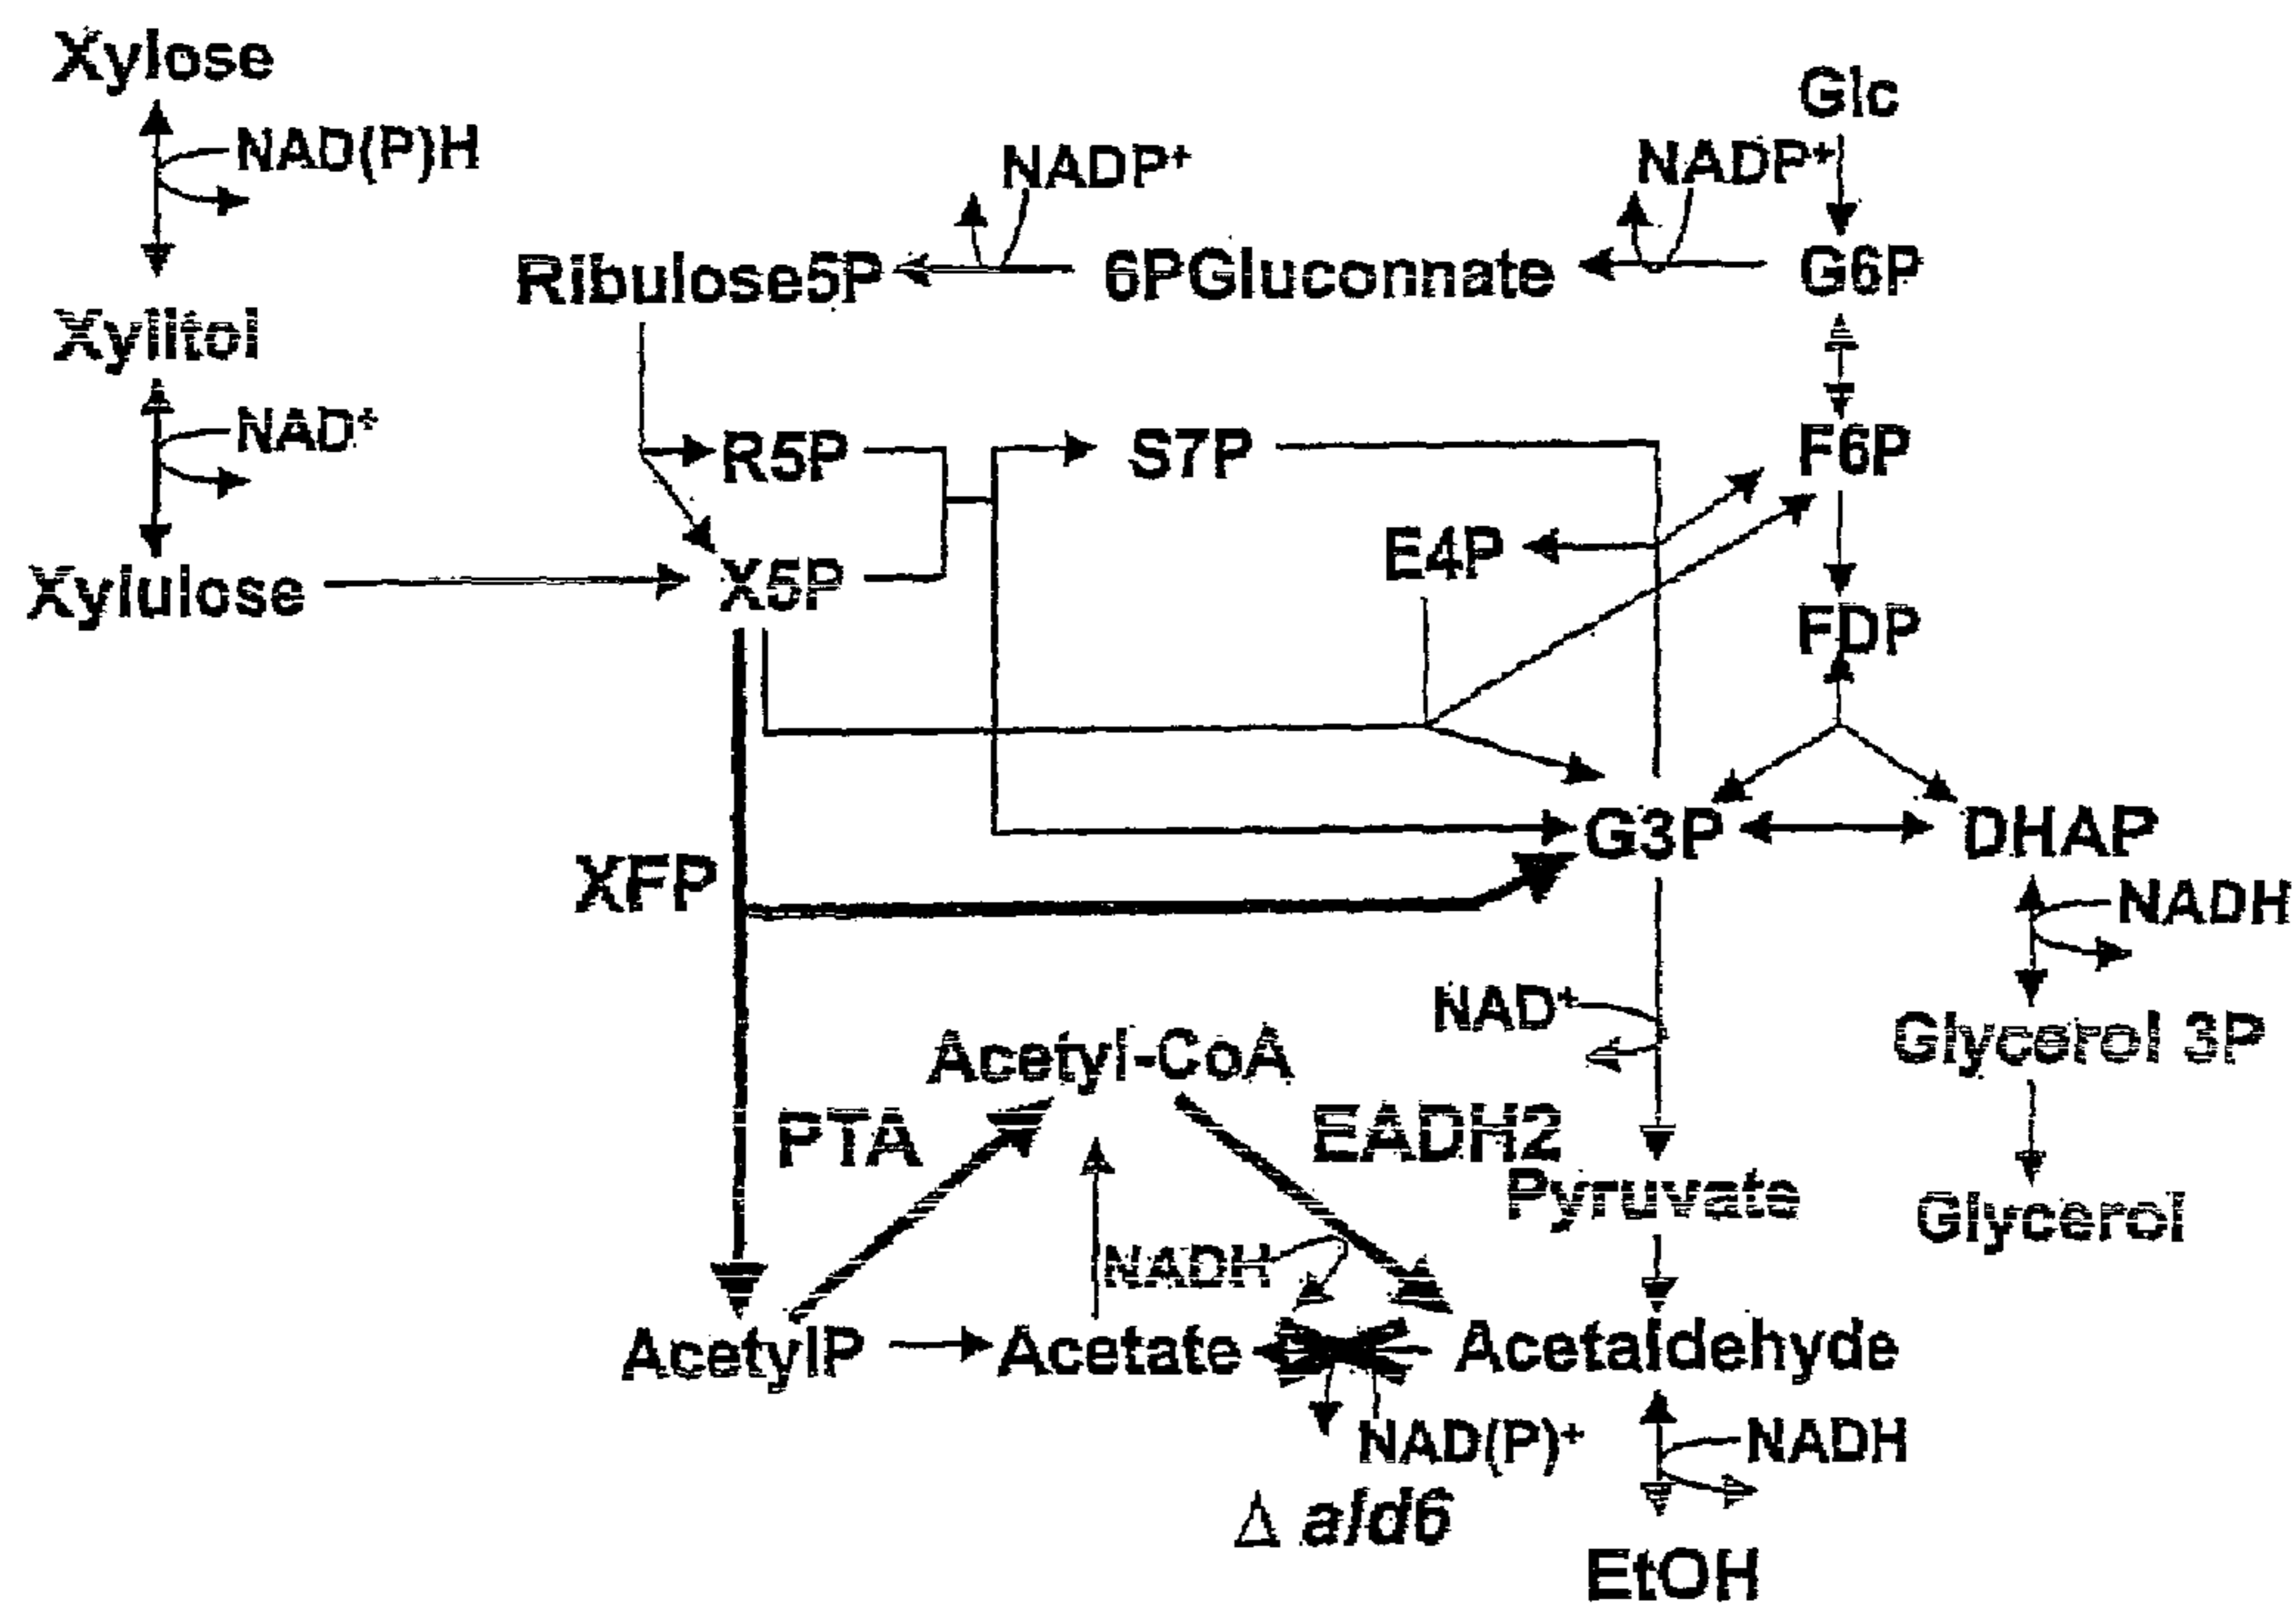 Xylose
Glc
NAD(P)H
NADP+
NADP+
Ribulose5P
6PGluconnate
G6P
Xylitol
NAD+
R5P
S7P
F6P
E4P
Xylulose
X5P
FDP
G3P
DHAP
XFP
NADH
NAD+
Acetyl-CoA
Glycerol 3P
PTA
EADH2
Pyruvate
Glycerol
NADH
AcetylP
Acetate
Acetaldehyde
NAD(P)+
NADH
Δ ald6
EtOH